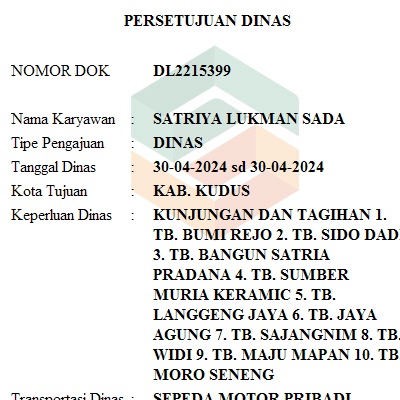 PERSETUJUAN DINAS
NOMOR DOK DL2215399
Nama Karyawan : SATRIYA LUKMAN SADA
Tipe Pengajuan : DINAS
Tanggal Dinas : 30-04-2024 sd 30-04-2024
Kota Tujuan : KAB. KUDUS
Keperluan Dinas : KUNJUNGAN DAN TAGIHAN 1.
TB. BUMI REJO 2. TB. SIDO DADI
3. TB. BANGUN SATRIA
PRADANA 4. TB. SUMBER
MURIA KERAMIC 5. TB.
LANGGENG JAYA 6. TB. JAYA
AGUNG 7. TB. SAJANGNIM 8. TB.
WIDI 9. TB. MAJU MAPAN 10. TB
MORO SENENG
Transportasi Dinas : SEPEDA MOTOR PRIBADI